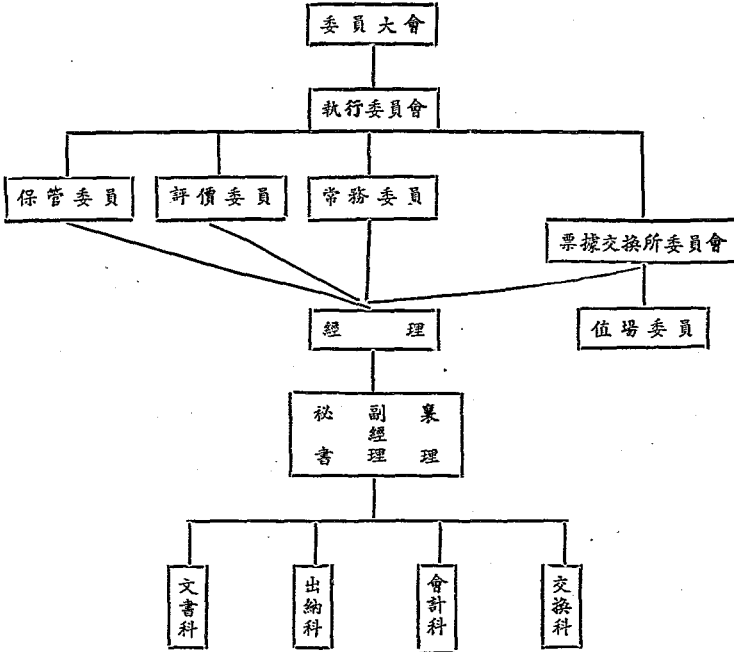 委員大會
執行委員會
保管委員
評價委員
常務委員
票據交換所委員會
值場委員
經理
襄理
副經理
祕書
文書科
出納科
會計科
交換科